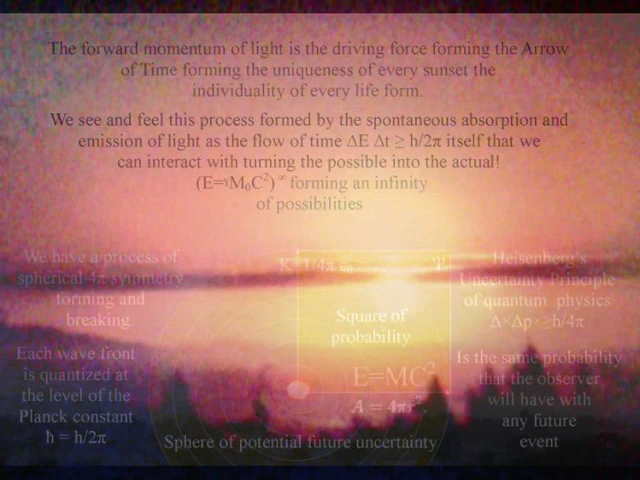 The forward momentum of light is the driving force forming the Arrow
of Time forming the uniqueness of every sunset the
individuality of every life form.
We see and feel this process formed by the spontaneous absorption and
emission of light as the flow of time ΔE Δt ≥ h/2π itself that we
can interact with turning the possible into the actual!
(E=ᵞM₀C²)^∞ forming an infinity
of possibilities
We have a process of
spherical 4π symmetry
forming and
breaking.
K=1/4π ε₀ Ψ
Heisenberg's
Uncertainty Principle
of quantum physics
Δ×Δp×≥h/4π
Square of
probability
Each wave front
is quantized at
the level of the
Planck constant
ħ = h/2π
E=MC²
A = 4πr².
Is the same probability
that the observer
will have with
any future
event
Sphere of potential future uncertainty